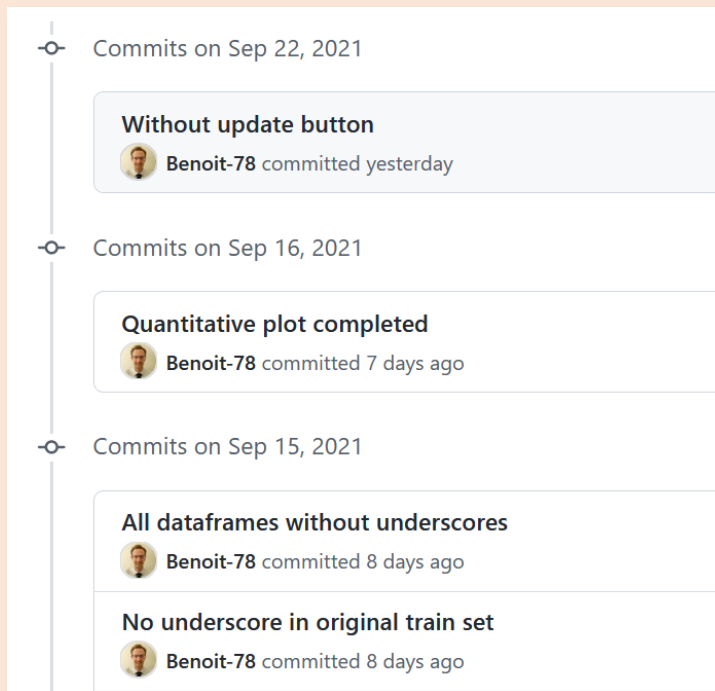 Commits on Sep 22, 2021
Without update button
Benoit-78 committed yesterday
Commits on Sep 16, 2021
Quantitative plot completed
Benoit-78 committed 7 days ago
Commits on Sep 15, 2021
All dataframes without underscores
Benoit-78 committed 8 days ago
No underscore in original train set
Benoit-78 committed 8 days ago